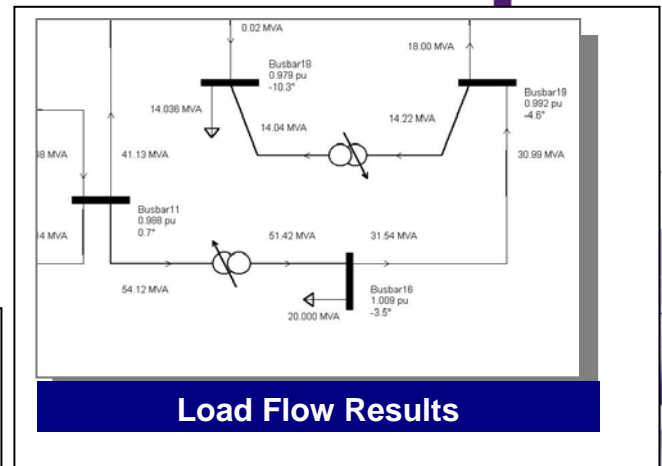 0.02 MVA
18.00 MVA
Busbar18
0.979 pu
-10.3°
Busbar19
0.992 pu
-4.6°
14.036 MVA
14.04 MVA
14.22 MVA
41.13 MVA
30.99 MVA
Busbar11
0.988 pu
0.7°
51.42 MVA
31.54 MVA
54.12 MVA
Busbar16
1.009 pu
-3.5°
20.000 MVA
Load Flow Results